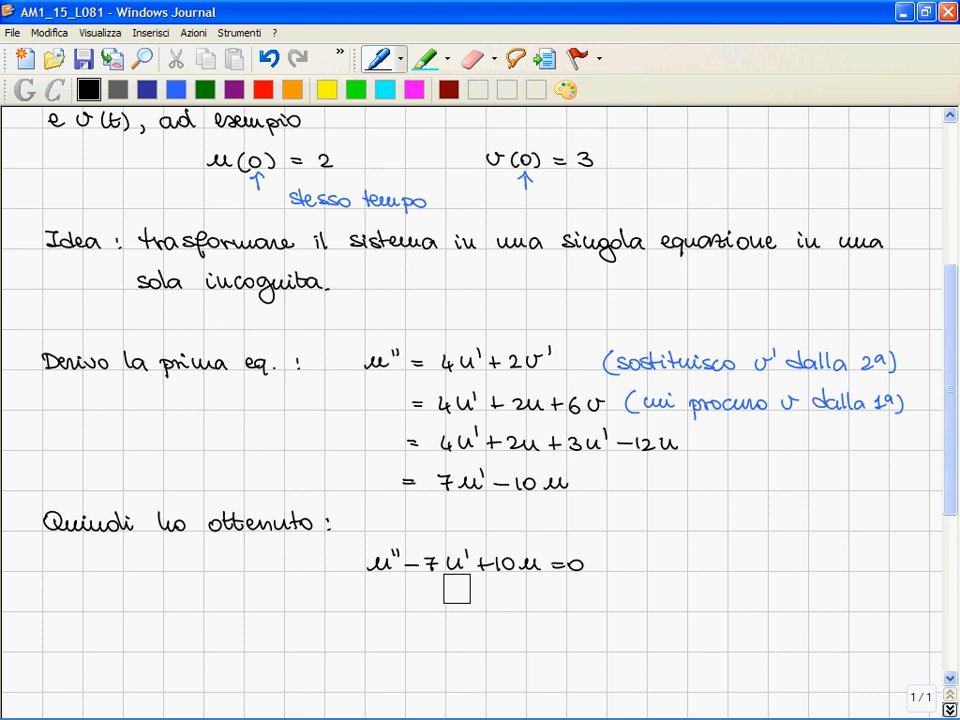 AM1_15_L081 - Windows Journal
File Modifica Visualizza Inserisci Azioni Strumenti ?
»
G C
e v(t), ad esempio
u(0) = 2 v(0) = 3
↑ stesso tempo ↑
Idea : trasformare il sistema in una singola equazione in una
sola incognita.
Derivo la prima eq. : u'' = 4u' + 2v' (sostituisco v' dalla 2ª)
= 4u' + 2u + 6v (mi procuro v dalla 1ª)
= 4u' + 2u + 3u' - 12u
= 7u' - 10u
Quindi ho ottenuto :
u'' - 7u' + 10u = 0
1 / 1